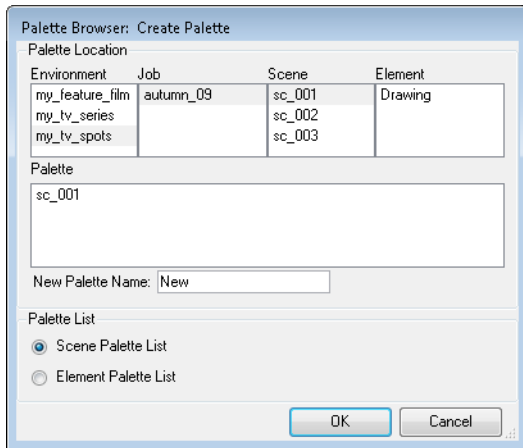 Palette Browser: Create Palette
Palette Location
Environment Job Scene Element
my_feature_film autumn_09 sc_001 Drawing
my_tv_series sc_002
my_tv_spots sc_003
Palette
sc_001
New Palette Name: New
Palette List
Scene Palette List
Element Palette List
OK Cancel